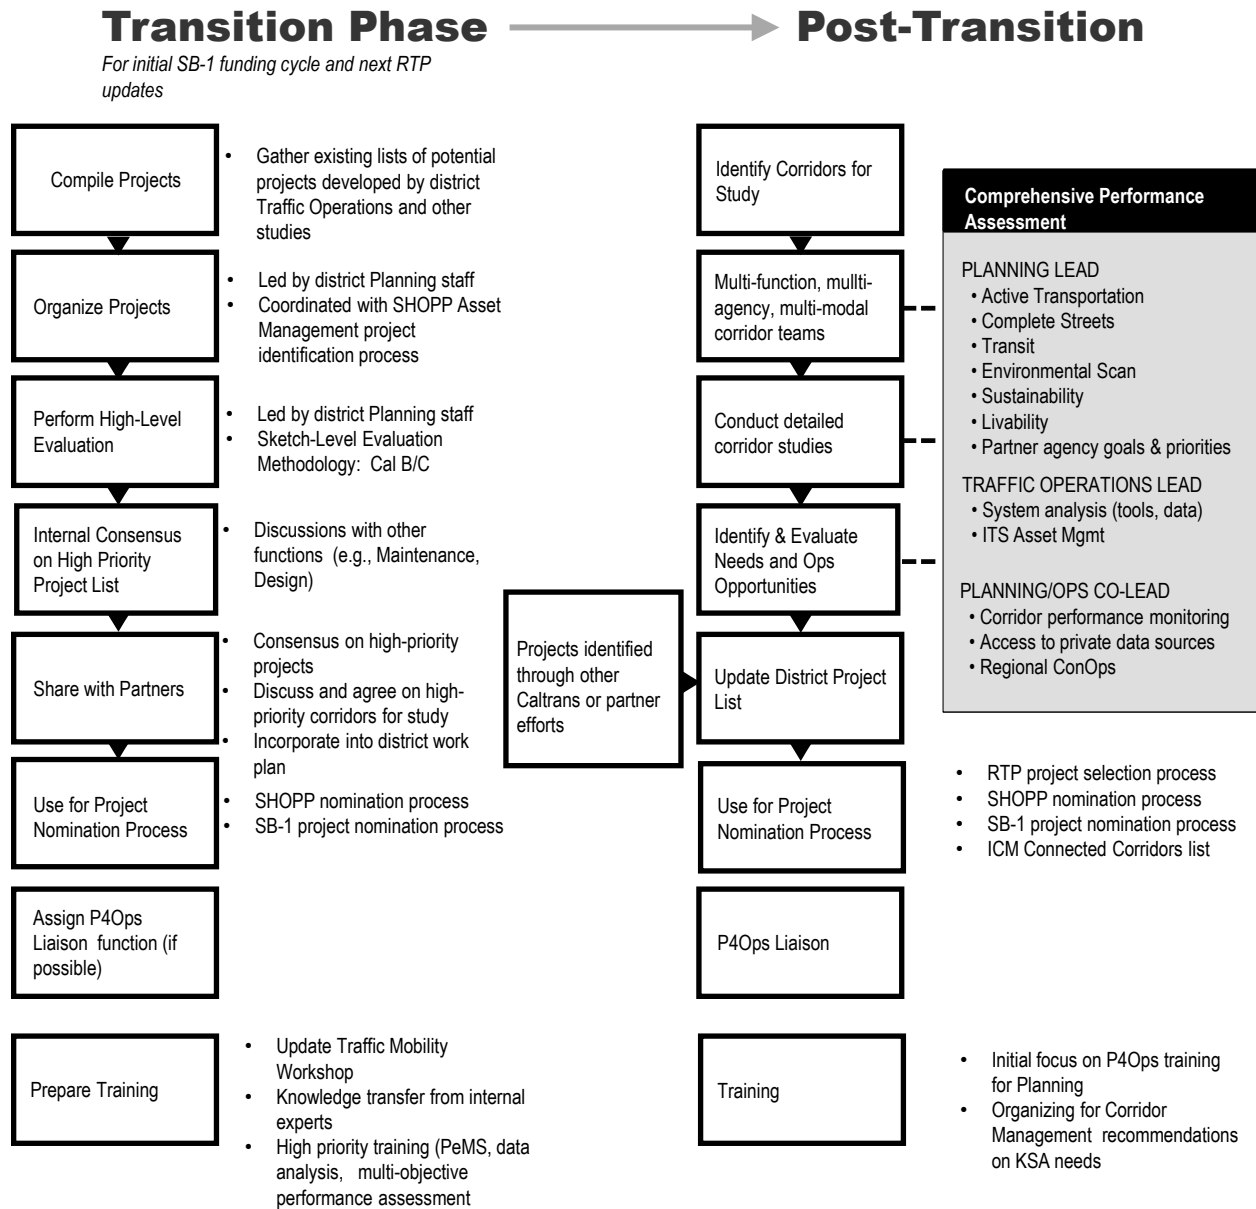 Transition Phase
Post-Transition
For initial SB-1 funding cycle and next RTP
updates
Compile Projects
• Gather existing lists of potential
projects developed by district
Traffic Operations and other
studies
Organize Projects
• Led by district Planning staff
• Coordinated with SHOPP Asset
Management project
identification process
Perform High-Level
Evaluation
• Led by district Planning staff
• Sketch-Level Evaluation
Methodology: Cal B/C
Internal Consensus
on High Priority
Project List
• Discussions with other
functions (e.g., Maintenance,
Design)
Share with Partners
• Consensus on high-priority
projects
• Discuss and agree on high-
priority corridors for study
• Incorporate into district work
plan
Use for Project
Nomination Process
• SHOPP nomination process
• SB-1 project nomination process
Assign P4Ops
Liaison function (if
possible)
Prepare Training
• Update Traffic Mobility
Workshop
• Knowledge transfer from internal
experts
• High priority training (PeMS, data
analysis, multi-objective
performance assessment
Projects identified
through other
Caltrans or partner
efforts
Identify Corridors for
Study
Multi-function, mullti-
agency, multi-modal
corridor teams
Conduct detailed
corridor studies
Identify & Evaluate
Needs and Ops
Opportunities
Update District Project
List
Use for Project
Nomination Process
P4Ops Liaison
Training
Comprehensive Performance
Assessment
PLANNING LEAD
• Active Transportation
• Complete Streets
• Transit
• Environmental Scan
• Sustainability
• Livability
• Partner agency goals & priorities
TRAFFIC OPERATIONS LEAD
• System analysis (tools, data)
• ITS Asset Mgmt
PLANNING/OPS CO-LEAD
• Corridor performance monitoring
• Access to private data sources
• Regional ConOps
• RTP project selection process
• SHOPP nomination process
• SB-1 project nomination process
• ICM Connected Corridors list
• Initial focus on P4Ops training
for Planning
• Organizing for Corridor
Management recommendations
on KSA needs